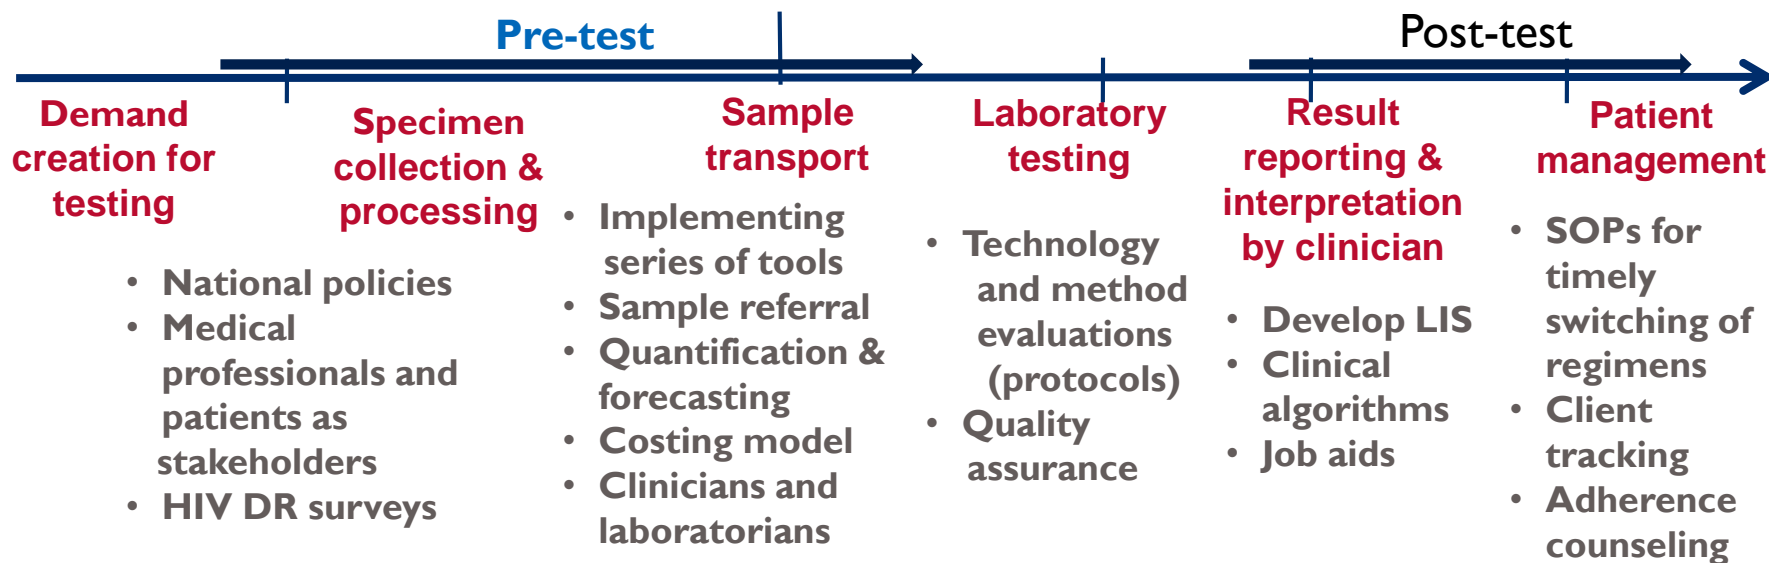 Pre-test
Post-test
Demand
creation for
testing
Specimen
collection &
processing
Sample
transport
Laboratory
testing
Result
reporting &
interpretation
by clinician
Patient
management
• National policies
• Medical
professionals and
patients as
stakeholders
• HIV DR surveys
• Implementing
series of tools
• Sample referral
• Quantification &
forecasting
• Costing model
• Clinicians and
laboratorians
• Technology
and method
evaluations
(protocols)
• Quality
assurance
• Develop LIS
• Clinical
algorithms
• Job aids
• SOPs for
timely
switching of
regimens
• Client
tracking
• Adherence
counseling